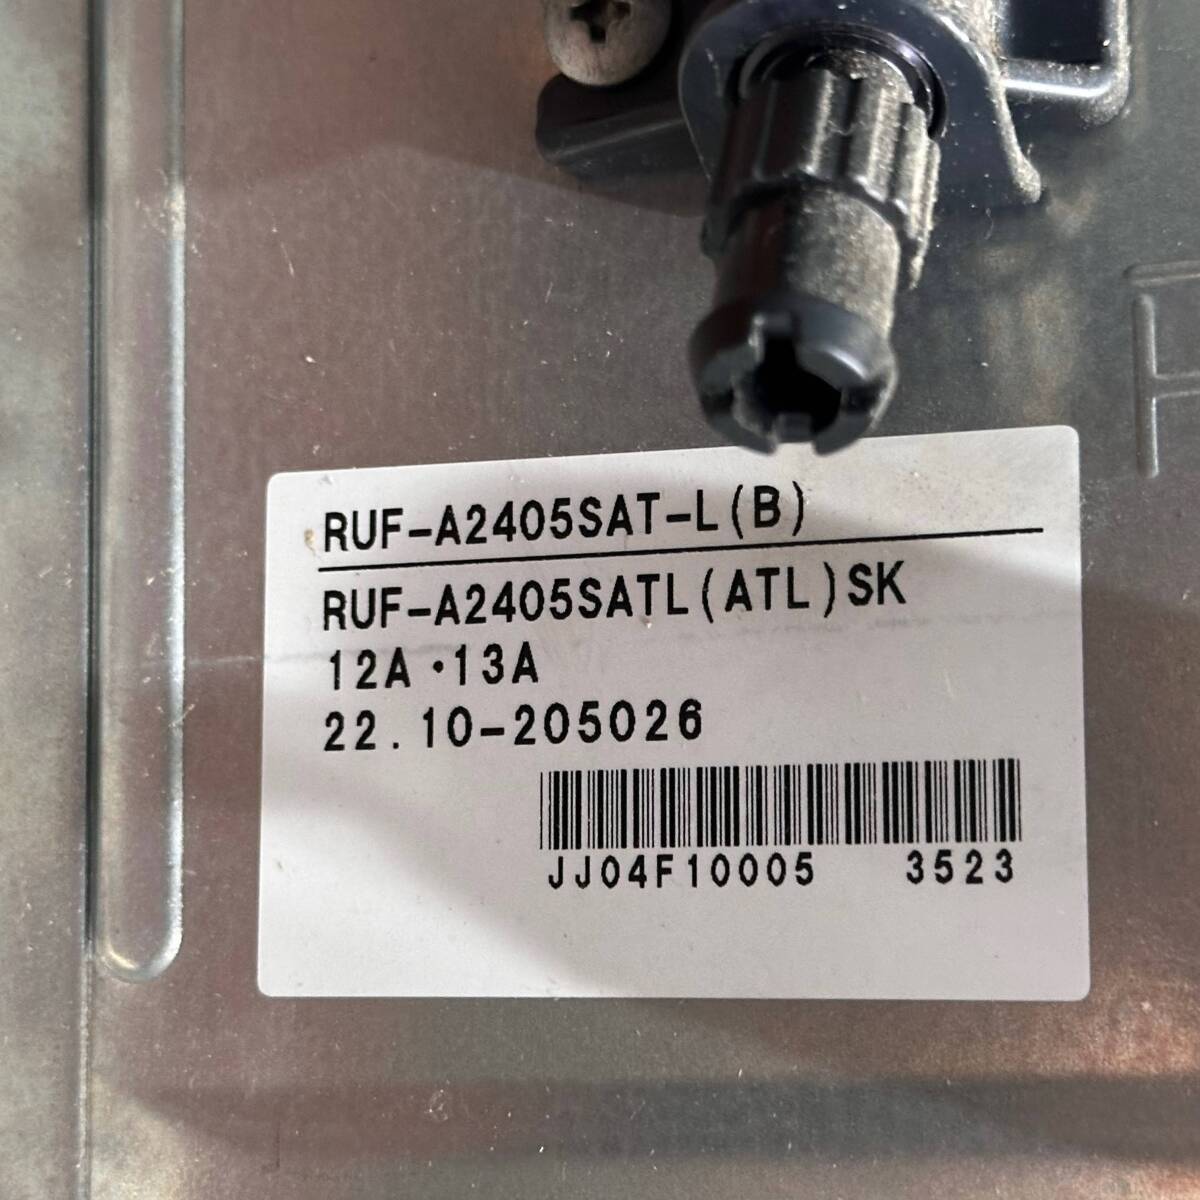 RUF-A2405SAT-L(B)
RUF-A2405SATL(ATL)SK
12A・13A
22.10-205026
JJ04F10005 3523